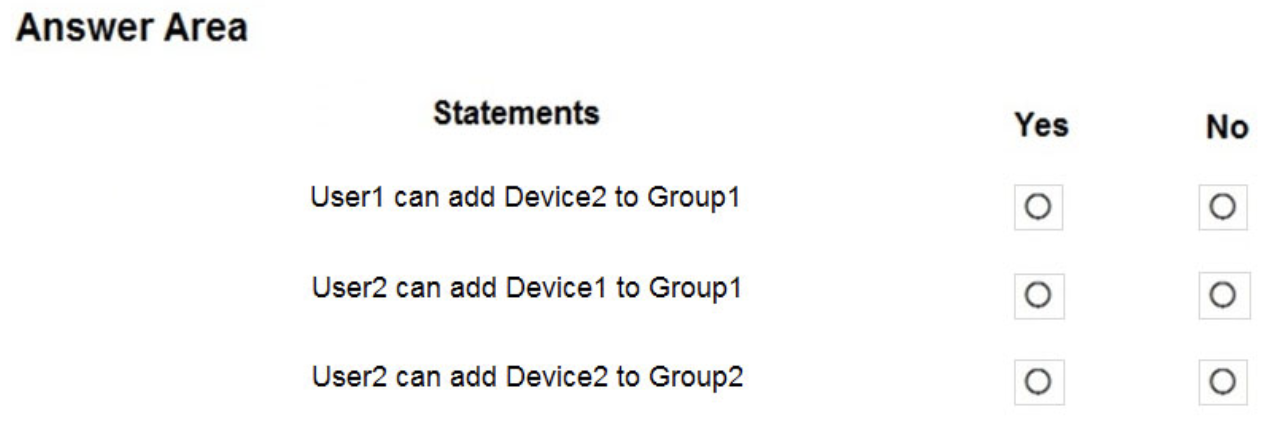 Answer Area
Statements Yes No
User1 can add Device2 to Group1
User2 can add Device1 to Group1
User2 can add Device2 to Group2